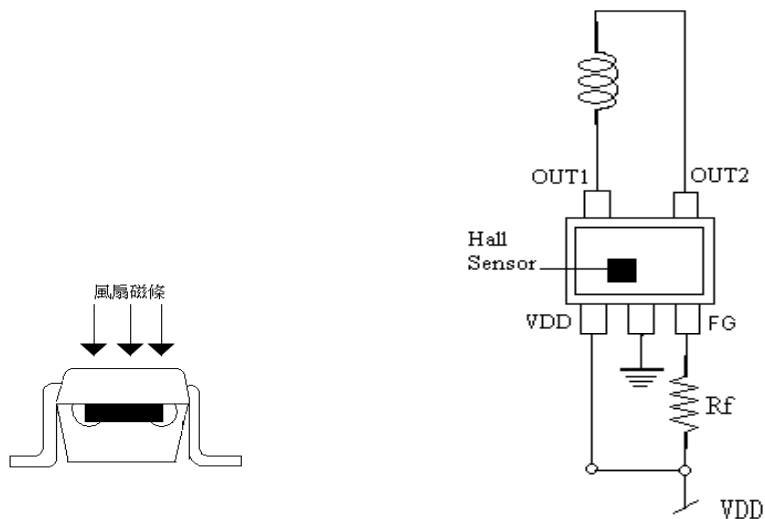 風扇磁條
OUT1
OUT2
Hall
Sensor
VDD
FG
Rf
VDD